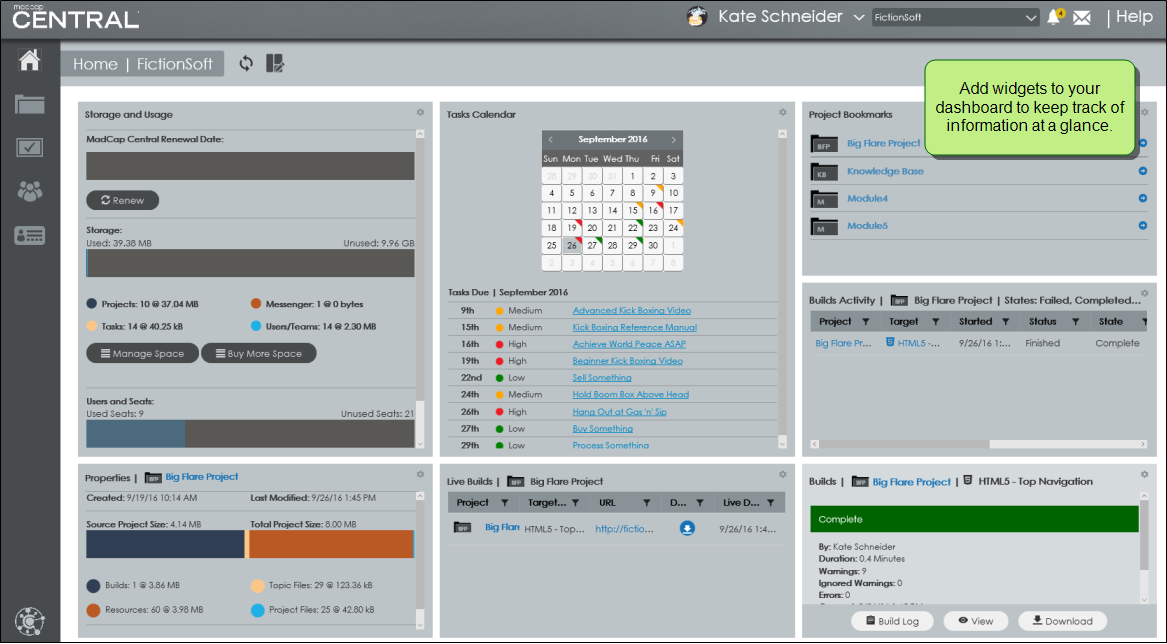 madcap
CENTRAL
Kate Schneider
FictionSoft
4
| Help
Home | FictionSoft
Add widgets to your
dashboard to keep track of
information at a glance.
Storage and Usage
MadCap Central Renewal Date:
Renew
Storage:
Used: 39.38 MB Unused: 9.96 GB
Projects: 10 @ 37.04 MB Messenger: 1 @ 0 bytes
Tasks: 14 @ 40.25 kB Users/Teams: 14 @ 2.30 MB
Manage Space Buy More Space
Users and Seats:
Used Seats: 9 Unused Seats: 21
Tasks Calendar
< September 2016 >
Sun Mon Tue Wed Thu Fri Sat
28 29 30 31 1 2 3
4 5 6 7 8 9 10
11 12 13 14 15 16 17
18 19 20 21 22 23 24
25 26 27 28 29 30 1
2 3 4 5 6 7 8
Tasks Due | September 2016
9th Medium Advanced Kick Boxing Video
15th Medium Kick Boxing Reference Manual
16th High Achieve World Peace ASAP
19th High Beginner Kick Boxing Video
22nd Low Sell Something
24th Medium Hold Boom Box Above Head
26th High Hang Out at Gas 'n' Sip
27th Low Buy Something
29th Low Process Something
Project Bookmarks
BFP Big Flare Project
KB Knowledge Base
M Module4
M Module5
Builds Activity | BFP Big Flare Project | States: Failed, Completed...
Project Target Started Status State
Big Flare Pr... HTML5 -... 9/26/16 1:... Finished Complete
Properties | BFP Big Flare Project
Created: 9/19/16 10:14 AM Last Modified: 9/26/16 1:45 PM
Source Project Size: 4.14 MB Total Project Size: 8.00 MB
Builds: 1 @ 3.86 MB Topic Files: 29 @ 123.36 kB
Resources: 60 @ 3.98 MB Project Files: 25 @ 42.80 kB
Live Builds | BFP Big Flare Project
Project Target... URL D... Live D...
BFP Big Flare HTML5 - Top... http://fictio... 9/26/16 1:4...
Builds | BFP Big Flare Project | HTML5 - Top Navigation
Complete
By: Kate Schneider
Duration: 0.4 Minutes
Warnings: 9
Ignored Warnings: 0
Errors: 0
Build Log View Download